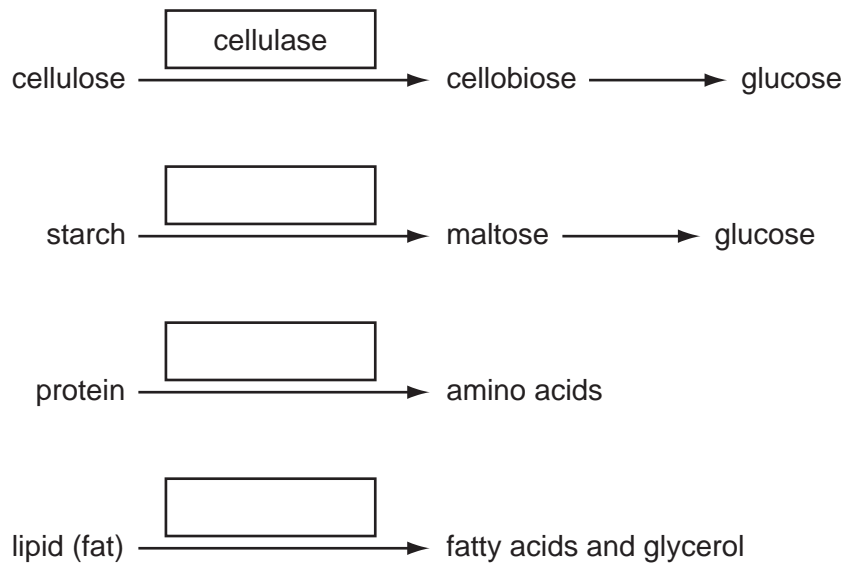 cellulase
cellulose cellobiose glucose
starch maltose glucose
protein amino acids
lipid (fat) fatty acids and glycerol